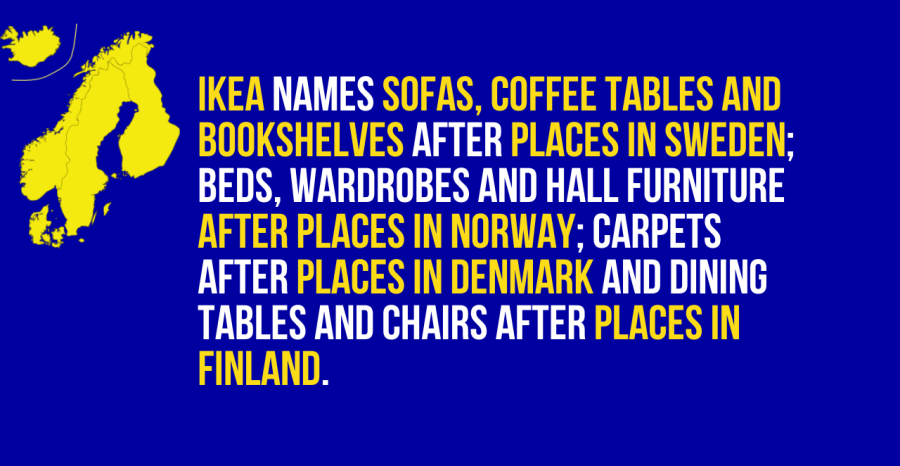 IKEA NAMES SOFAS, COFFEE TABLES AND
BOOKSHELVES AFTER PLACES IN SWEDEN;
BEDS, WARDROBES AND HALL FURNITURE
AFTER PLACES IN NORWAY; CARPETS
AFTER PLACES IN DENMARK AND DINING
TABLES AND CHAIRS AFTER PLACES IN
FINLAND.